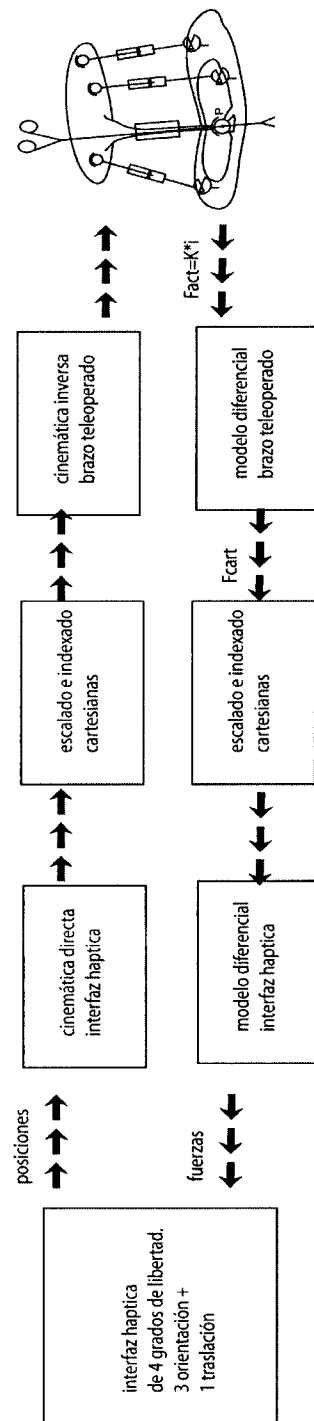 interfaz haptica
de 4 grados de libertad.
3 orientación +
1 traslación
posiciones
cinemática directa
interfaz haptica
escalado e indexado
cartesianas
cinemática inversa
brazo teleoperado
P
Fact=K*i
modelo diferencial
brazo teleoperado
Fcart
escalado e indexado
cartesianas
modelo diferencial
interfaz haptica
fuerzas